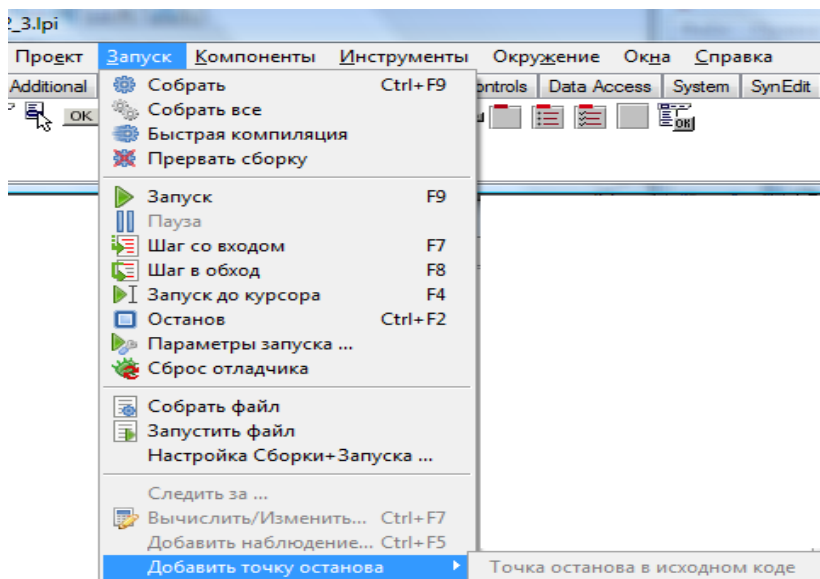 2_3.lpi
Проект Запуск Компоненты Инструменты Окружение Окна Справка
Additional ontrols Data Access System SynEdit
OK OK
Собрать Ctrl+F9
Собрать все
Быстрая компиляция
Прервать сборку
Запуск F9
Пауза
Шаг со входом F7
Шаг в обход F8
Запуск до курсора F4
Останов Ctrl+F2
Параметры запуска ...
Сброс отладчика
Собрать файл
Запустить файл
Настройка Сборки+Запуска ...
Следить за ...
Вычислить/Изменить... Ctrl+F7
Добавить наблюдение... Ctrl+F5
Добавить точку останова Точка останова в исходном коде